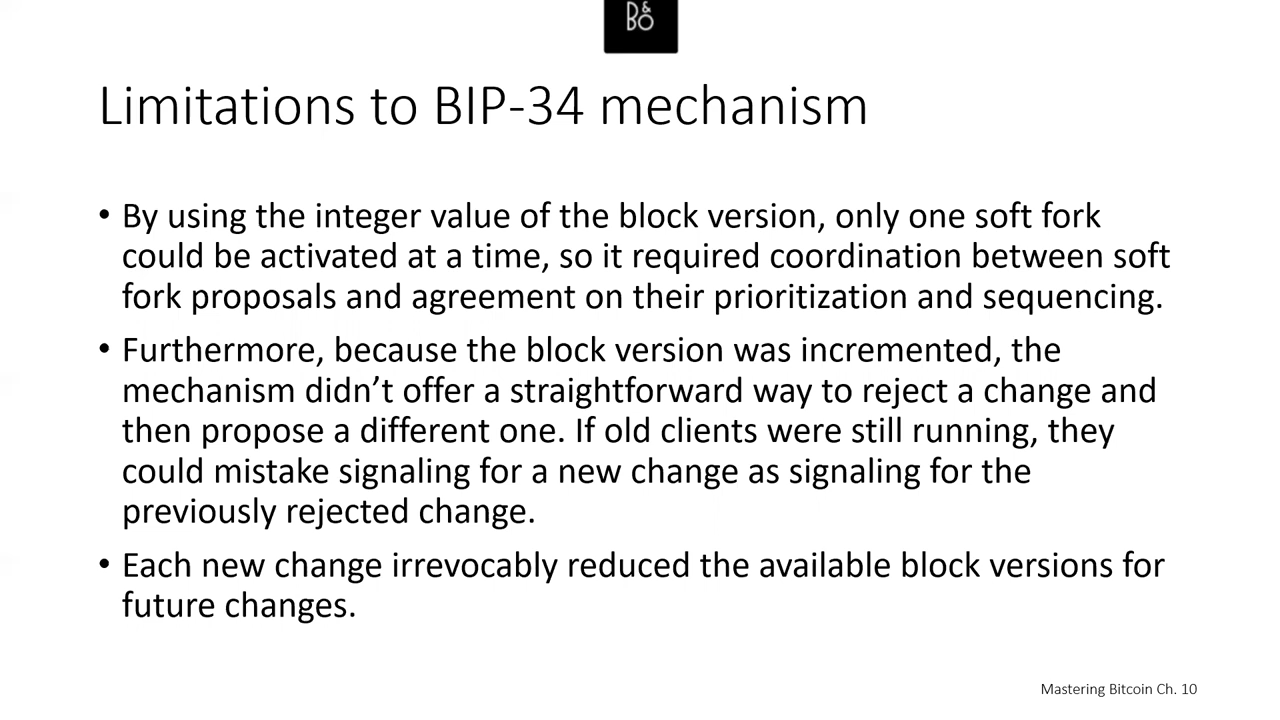 B&O
Limitations to BIP-34 mechanism
• By using the integer value of the block version, only one soft fork
could be activated at a time, so it required coordination between soft
fork proposals and agreement on their prioritization and sequencing.
• Furthermore, because the block version was incremented, the
mechanism didn’t offer a straightforward way to reject a change and
then propose a different one. If old clients were still running, they
could mistake signaling for a new change as signaling for the
previously rejected change.
• Each new change irrevocably reduced the available block versions for
future changes.
Mastering Bitcoin Ch. 10